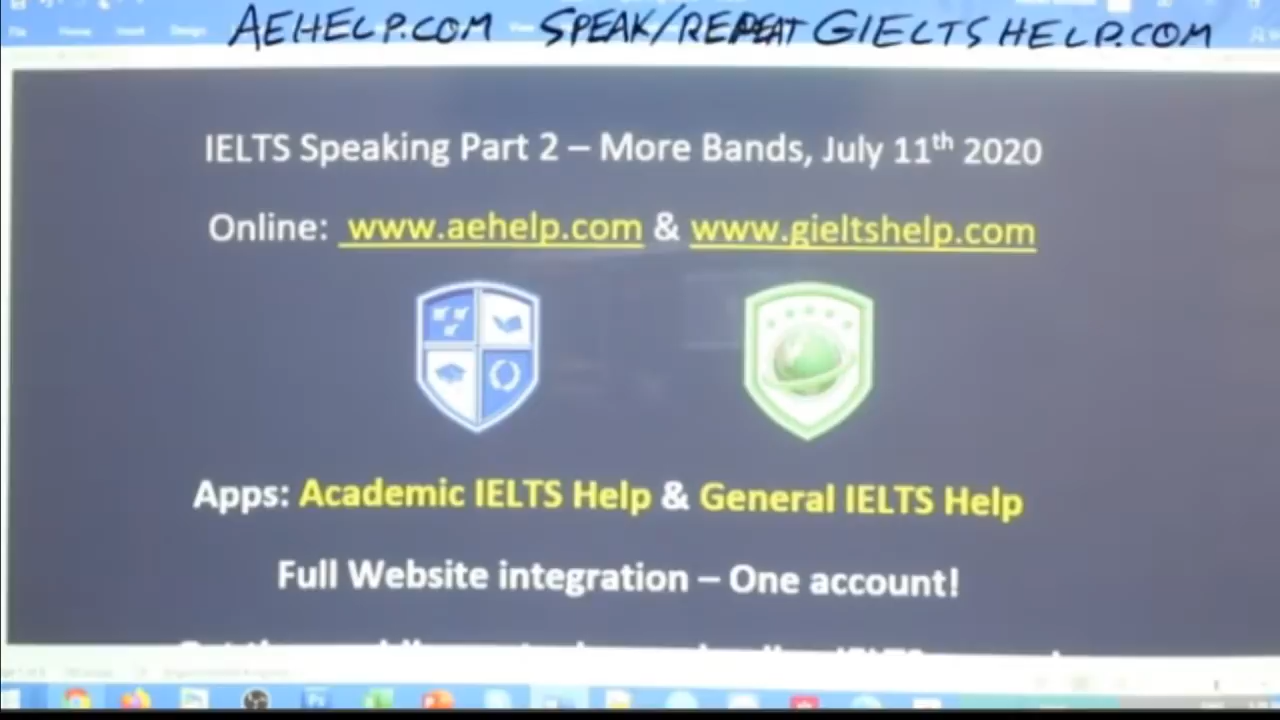 AEHELP.COM SPEAK/REPEAT GIELTSHELP.COM
IELTS Speaking Part 2 – More Bands, July 11th 2020
Online: www.aehelp.com & www.gieltshelp.com
Apps: Academic IELTS Help & General IELTS Help
Full Website integration – One account!